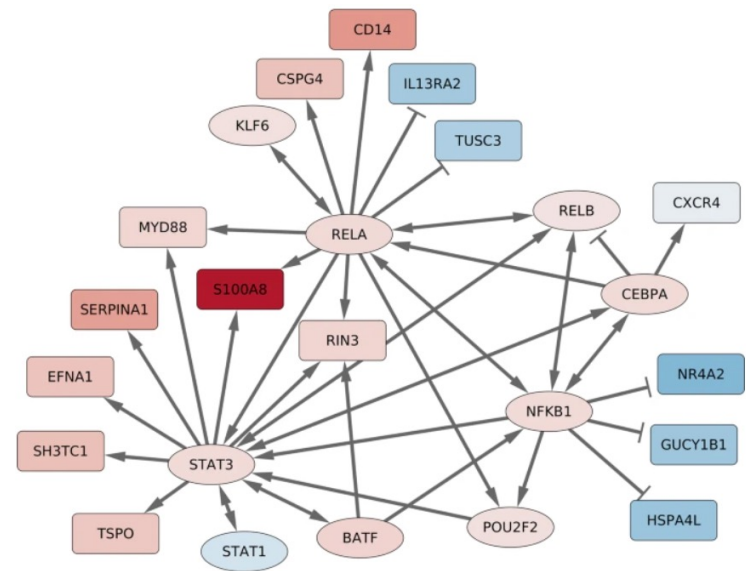 CD14
CSPG4
IL13RA2
KLF6
TUSC3
MYD88
RELA
RELB
CXCR4
S100A8
CEBPA
SERPINA1
RIN3
EFNA1
NR4A2
NFKB1
SH3TC1
STAT3
GUCY1B1
TSPO
STAT1
BATF
POU2F2
HSPA4L